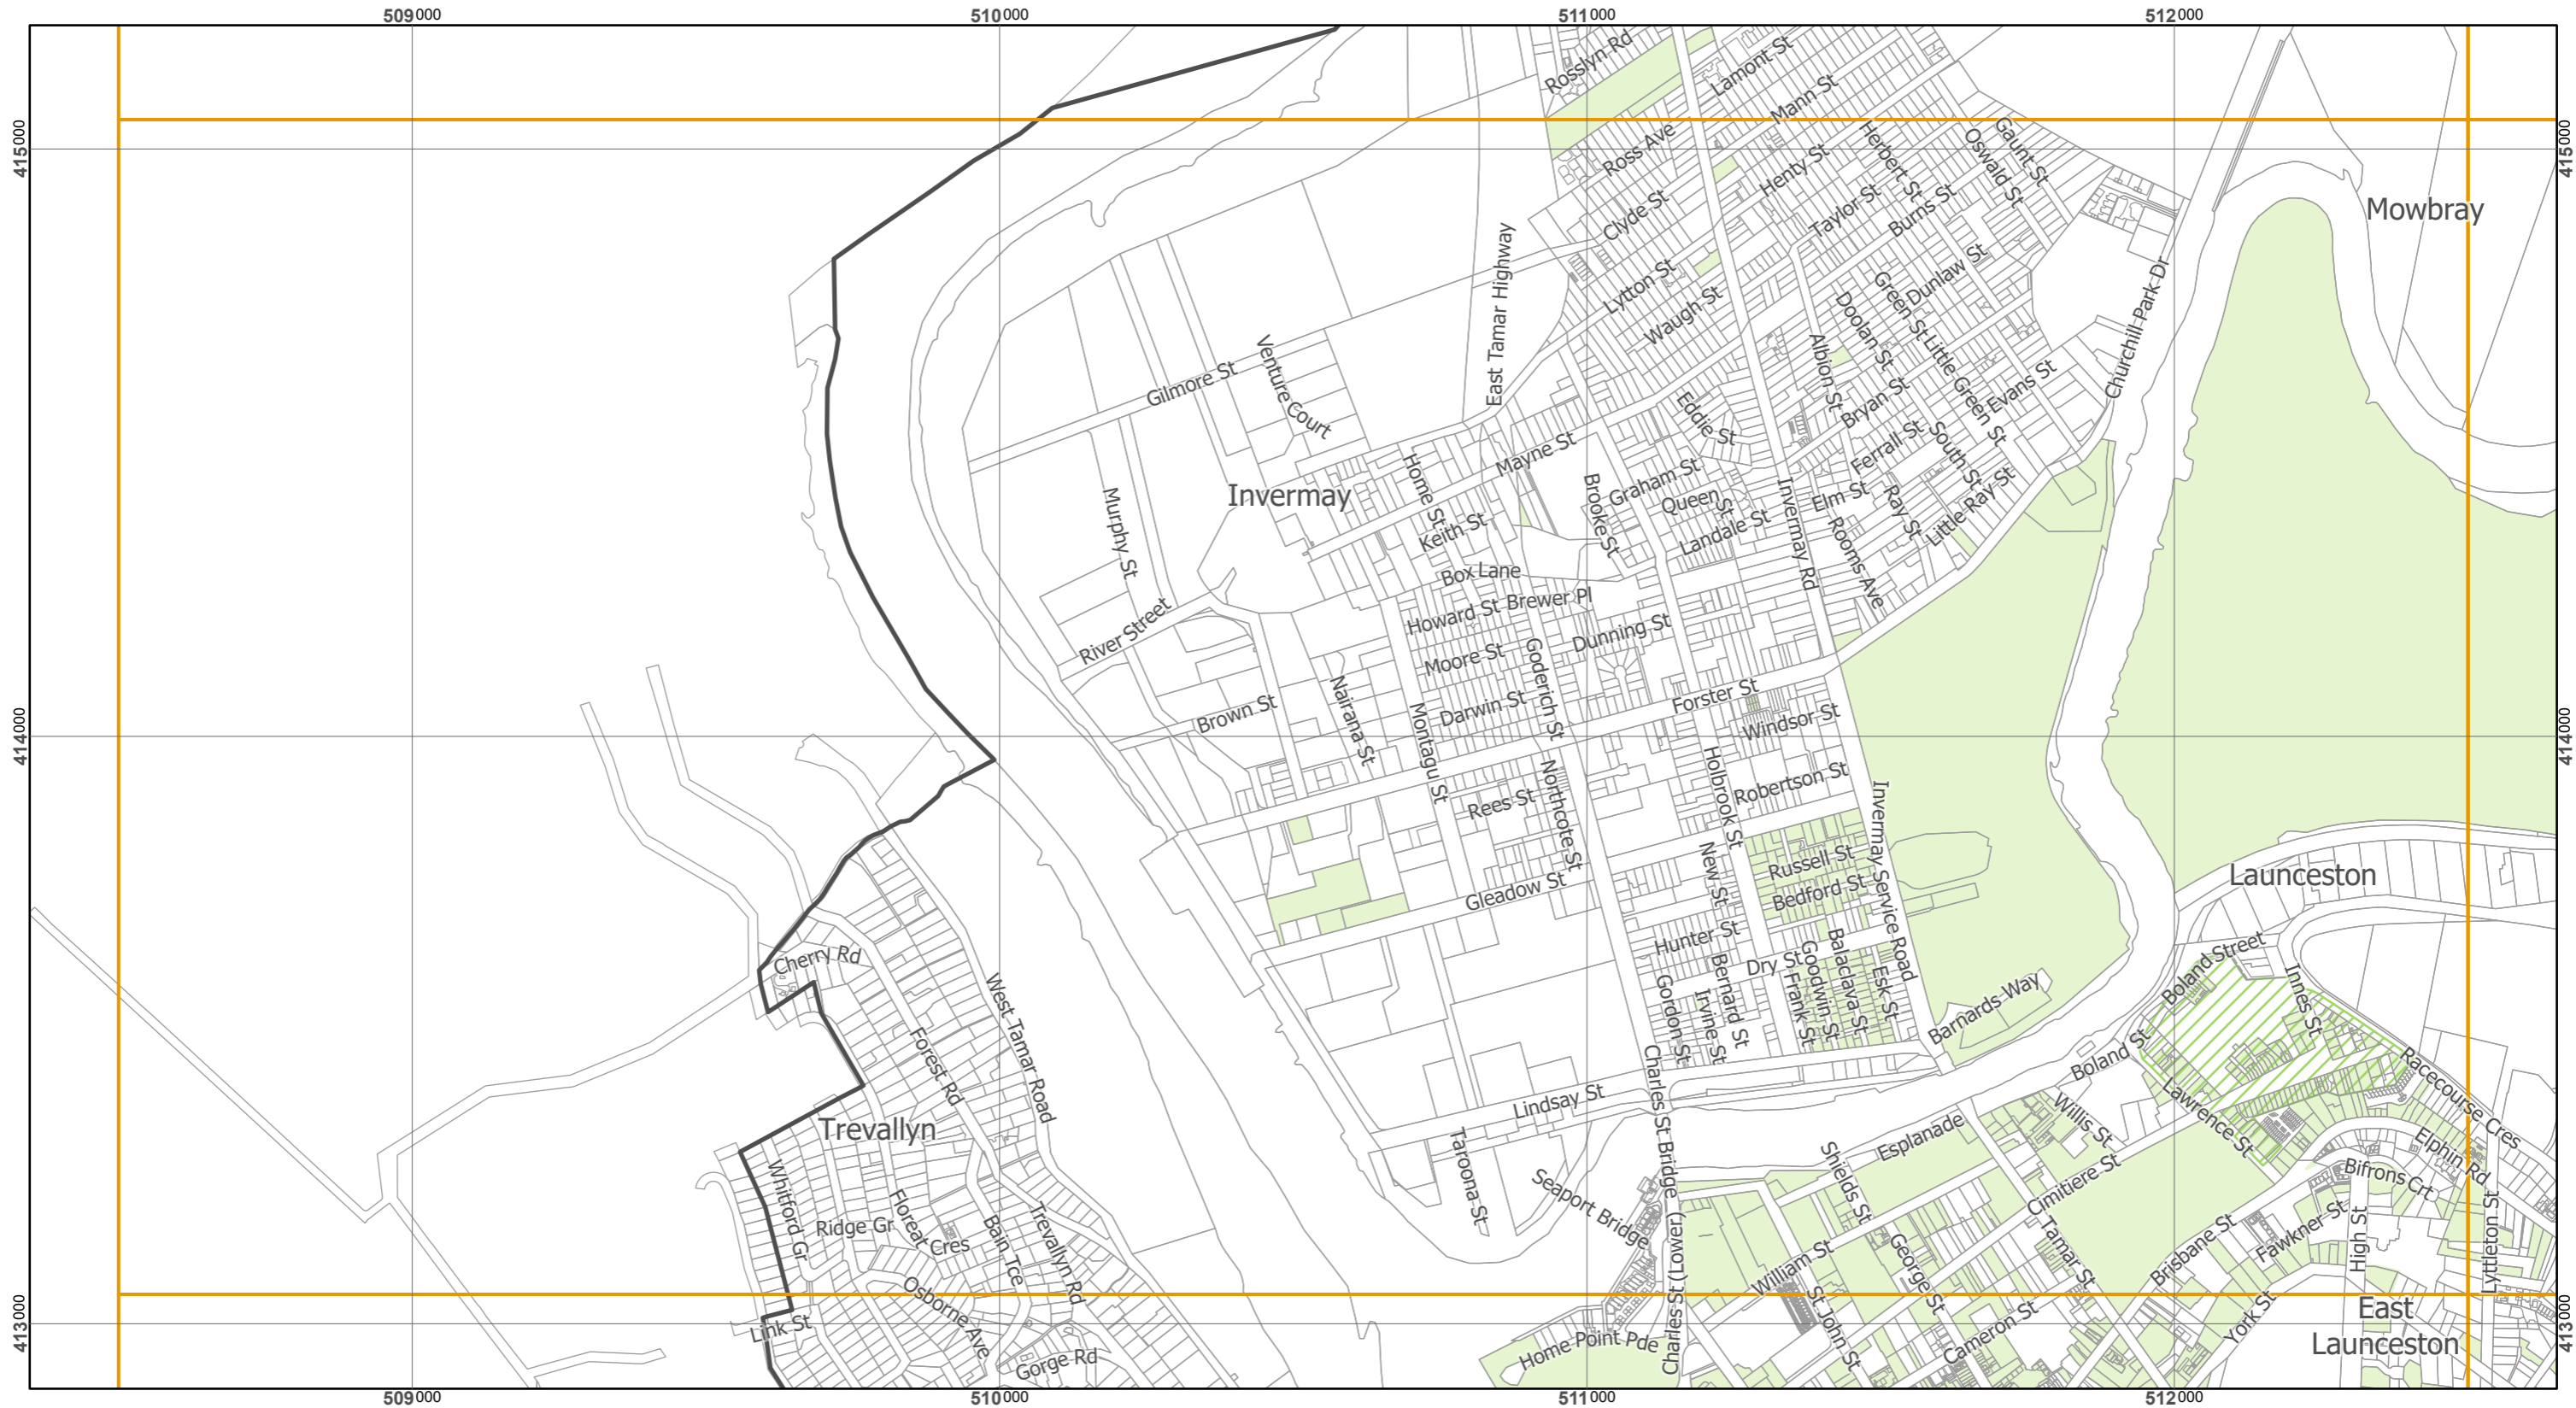 509000
510000
511000
512000
415000
415000
Rosslyn Rd
Lamont St
Mann St
Ross Ave
Henty St
Herbert St
Oswald St
Gaunt St
Mowbray
Clyde St
Taylor St
Burns St
East Tamar Highway
Lytton St
Waugh St
Green St
Dunlaw St
Doolan St
Churchill Park Dr
Gilmore St
Venture Court
Albion St
Little Green St
Evans St
Bryan St
Eddie St
Mayne St
Ferrall St
South St
Home St
Invermay
Murphy St
Keith St
Brooke St
Graham St
Queen St
Landale St
Invermay Rd
Elm St
Ray St
Little Ray St
Rooms Ave
Box Lane
Brewer Pl
Howard St
River Street
Dunning St
Moore St
Goderich St
Nairana St
Brown St
Darwin St
Montagu St
Forster St
Windsor St
414000
414000
Holbrook St
Robertson St
Rees St
Northcote St
Invermay Service Road
Russell St
Bedford St
New St
Gleadow St
Launceston
Hunter St
Dry St
Balaclava St
Goodwin St
Frank St
Esk St
Bernard St
Irvine St
Gordon St
Boland Street
Innes St
Barnards Way
Cherry Rd
West Tamar Road
Forest Rd
Boland St
Racecourse Cres
Lindsay St
Charles St Bridge
Trevallyn
Willis St
Lawrence St
Esplanade
Shields St
Taroona St
Cimitiere St
Elphin Rd
Bifrons Crt
Whitford Gr
Ridge Gr
Floreat Cres
Bain Tce
Trevallyn Rd
Seaport Bridge
Tamar St
Brisbane St
Fawkner St
High St
Lyttleton St
William St
George St
Osborne Ave
Charles St (Lower)
St John St
Cameron St
York St
East
Launceston
Link St
Gorge Rd
Home Point Pde
413000
413000
509000
510000
511000
512000